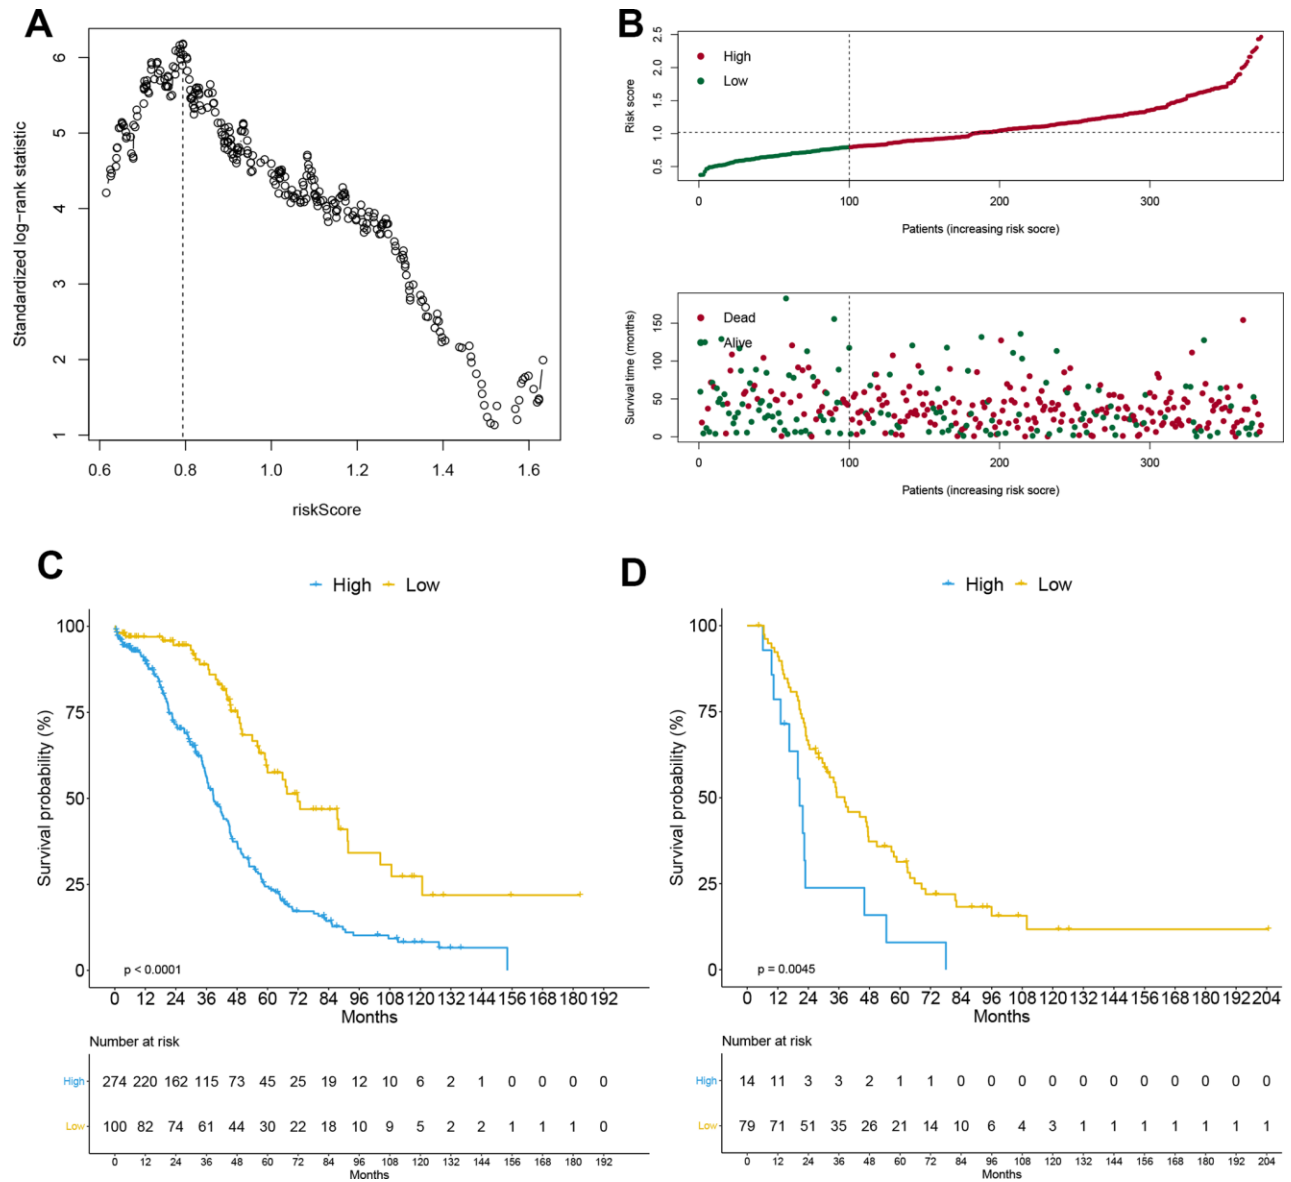 A
Standardized log-rank statistic
6
5
4
3
2
1
0.6 0.8 1.0 1.2 1.4 1.6
riskScore
B
Risk score
2.5
2.0
1.5
1.0
0.5
High
Low
0 100 200 300
Patients (increasing risk socre)
Survival time (months)
150
100
50
0
Dead
Alive
0 100 200 300
Patients (increasing risk socre)
C
High Low
Survival probability (%)
100
75
50
25
0
p < 0.0001
0 12 24 36 48 60 72 84 96 108 120 132 144 156 168 180 192
Months
Number at risk
High 274 220 162 115 73 45 25 19 12 10 6 2 1 0 0 0 0
Low 100 82 74 61 44 30 22 18 10 9 5 2 2 1 1 1 0
0 12 24 36 48 60 72 84 96 108 120 132 144 156 168 180 192
Months
D
High Low
Survival probability (%)
100
75
50
25
0
p = 0.0045
0 12 24 36 48 60 72 84 96 108 120 132 144 156 168 180 192 204
Months
Number at risk
High 14 11 3 3 2 1 1 0 0 0 0 0 0 0 0 0 0 0
Low 79 71 51 35 26 21 14 10 6 4 3 1 1 1 1 1 1 1
0 12 24 36 48 60 72 84 96 108 120 132 144 156 168 180 192 204
Months